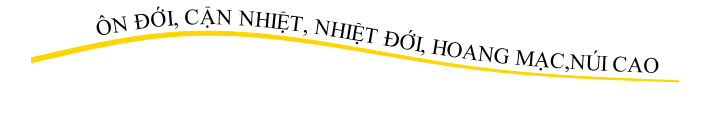 ÔN ĐỚI, CẬN NHIỆT, NHIỆT ĐỚI, HOANG MẠC,NÚI CAO